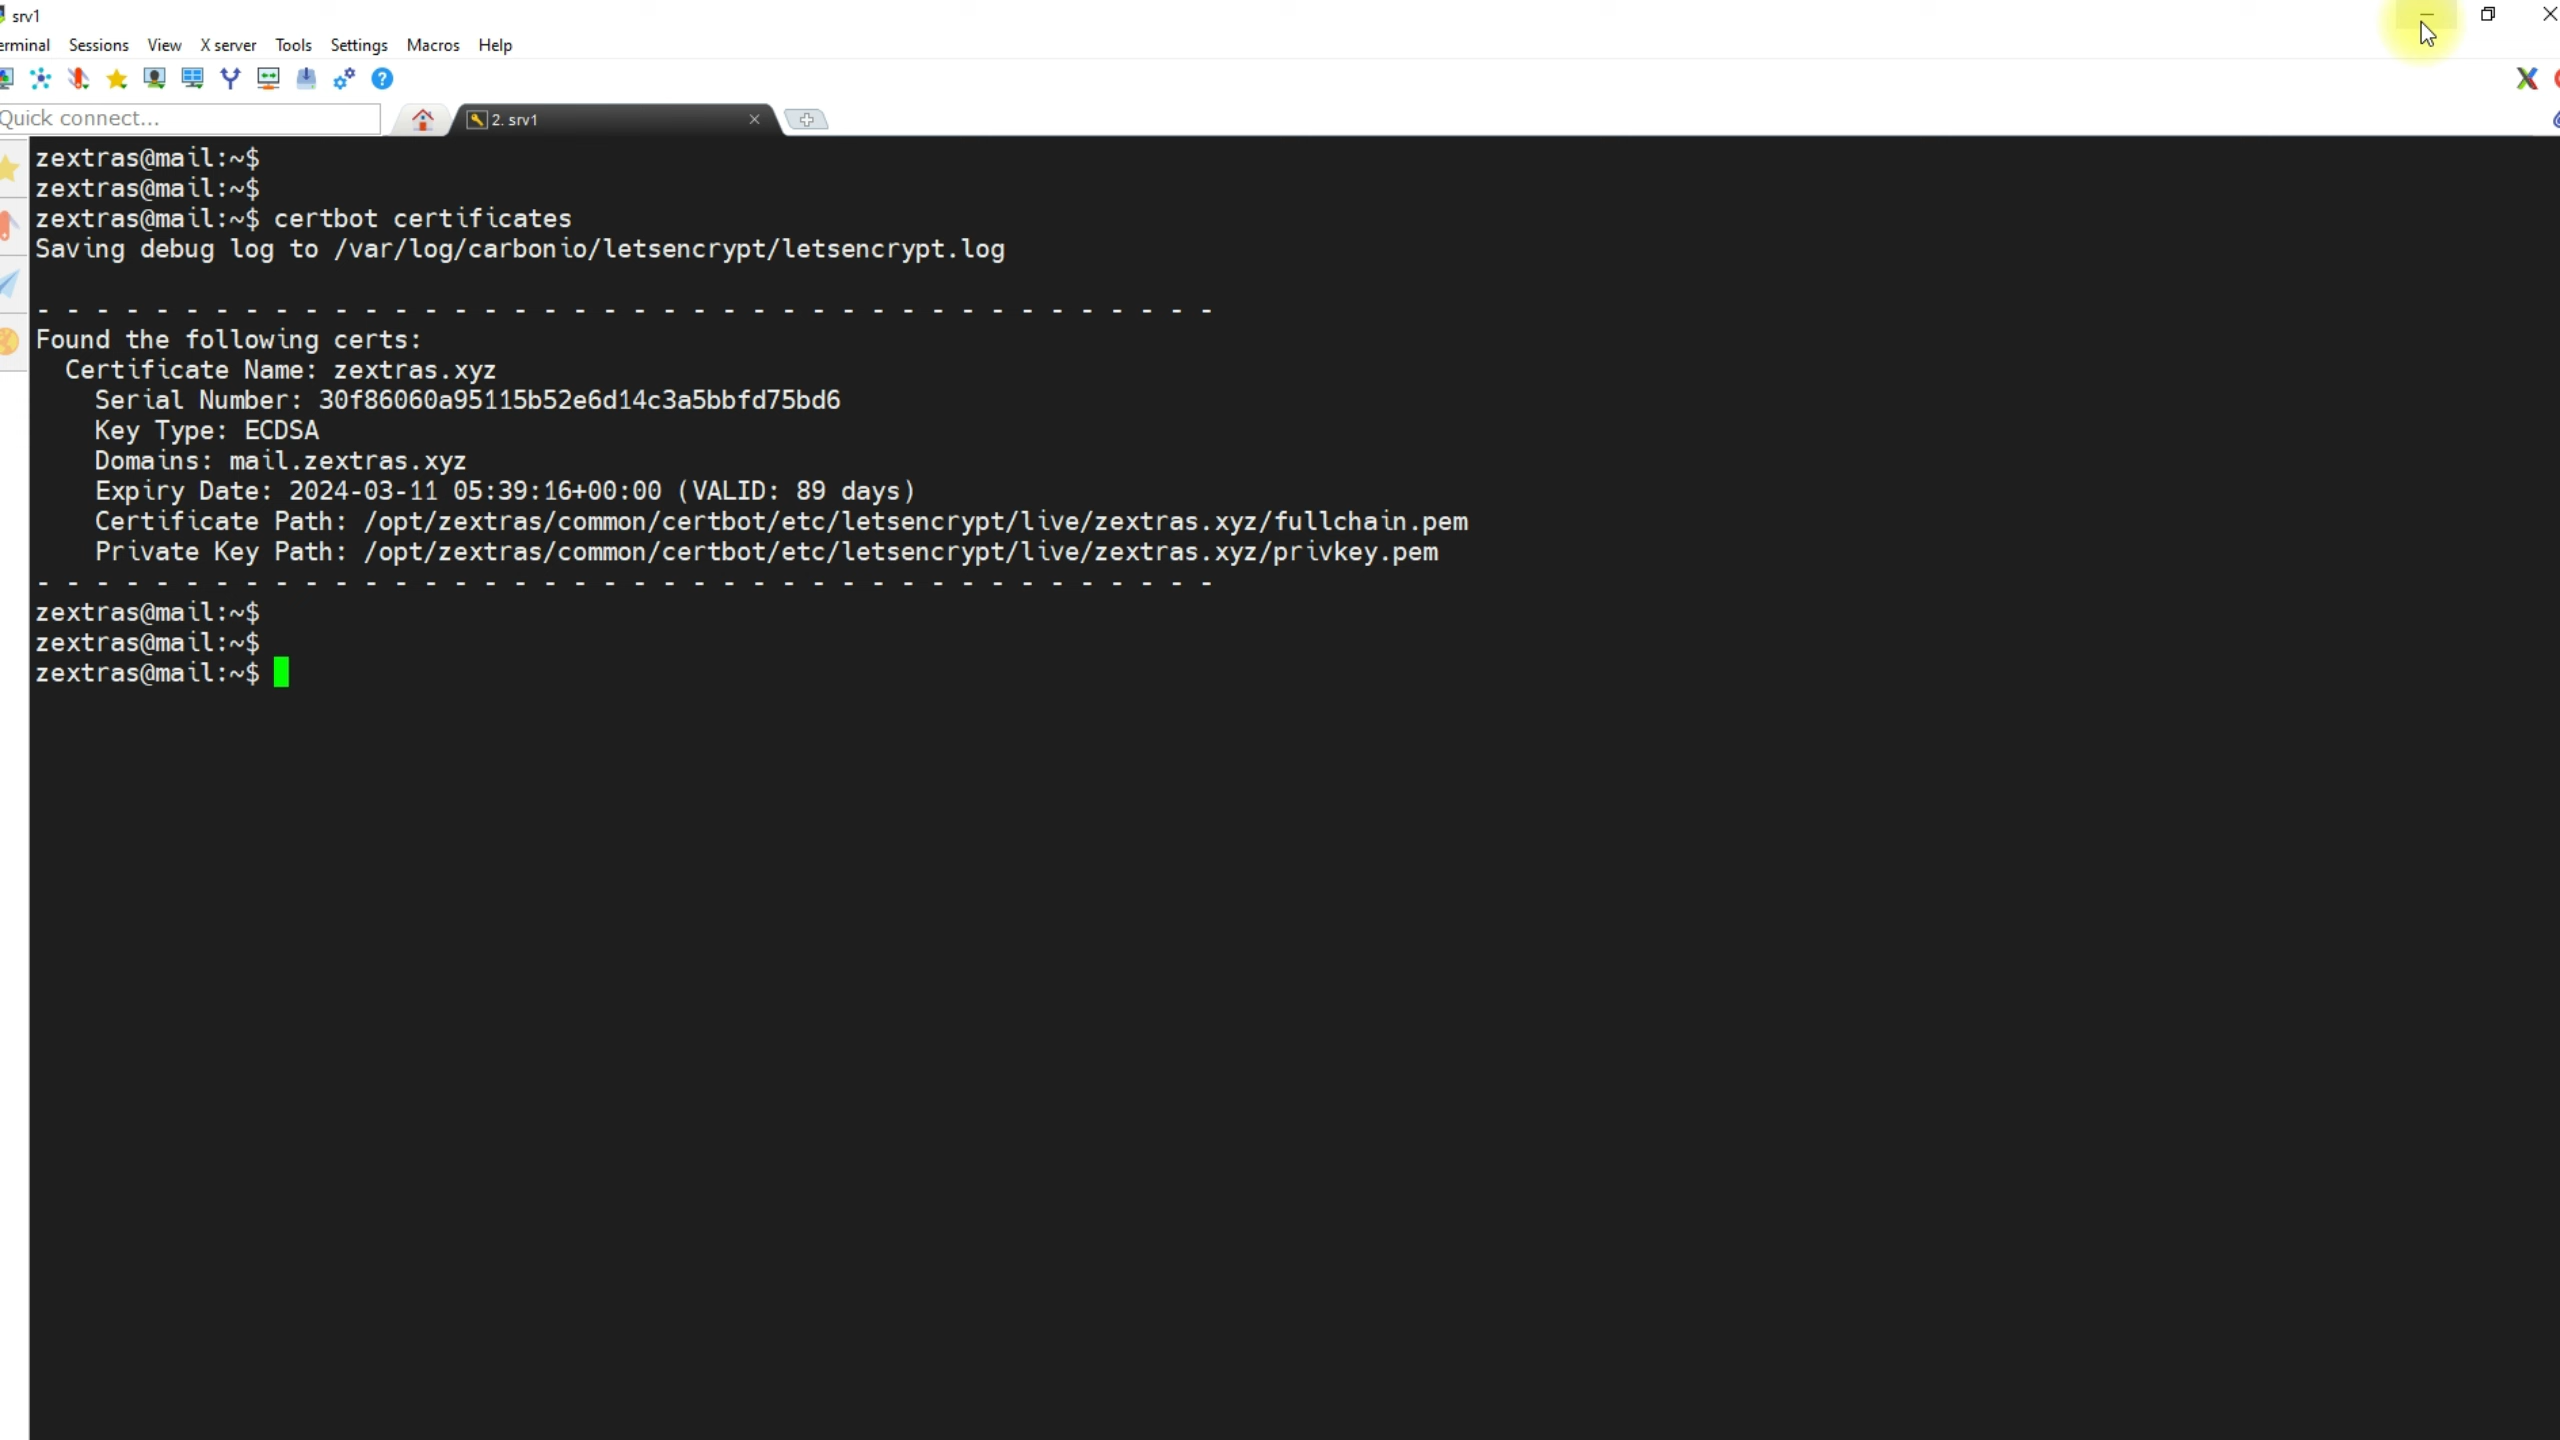 srv1
erminal Sessions View X server Tools Settings Macros Help
Quick connect...
2. srv1
zextras@mail:~$
zextras@mail:~$
zextras@mail:~$ certbot certificates
Saving debug log to /var/log/carbonio/letsencrypt/letsencrypt.log
- - - - - - - - - - - - - - - - - - - - - - - - - - - - - - - - - - - - - - - -
Found the following certs:
Certificate Name: zextras.xyz
Serial Number: 30f86060a95115b52e6d14c3a5bbfd75bd6
Key Type: ECDSA
Domains: mail.zextras.xyz
Expiry Date: 2024-03-11 05:39:16+00:00 (VALID: 89 days)
Certificate Path: /opt/zextras/common/certbot/etc/letsencrypt/live/zextras.xyz/fullchain.pem
Private Key Path: /opt/zextras/common/certbot/etc/letsencrypt/live/zextras.xyz/privkey.pem
- - - - - - - - - - - - - - - - - - - - - - - - - - - - - - - - - - - - - - - -
zextras@mail:~$
zextras@mail:~$
zextras@mail:~$